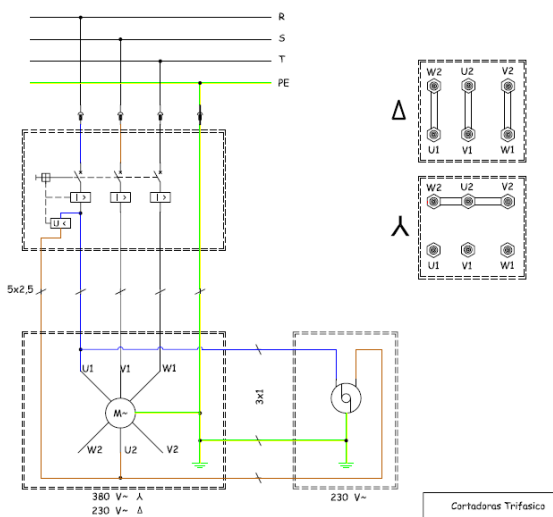 R
S
T
PE
W2 U2 V2
Δ
U1 V1 W1
W2 U2 V2
U1 V1 W1
I > I > I >
U <
5x2,5
U1 V1 W1
3x1
M~
W2 U2 V2
380 V~
230 V~ Δ
230 V~
Cortadoras Trifasico